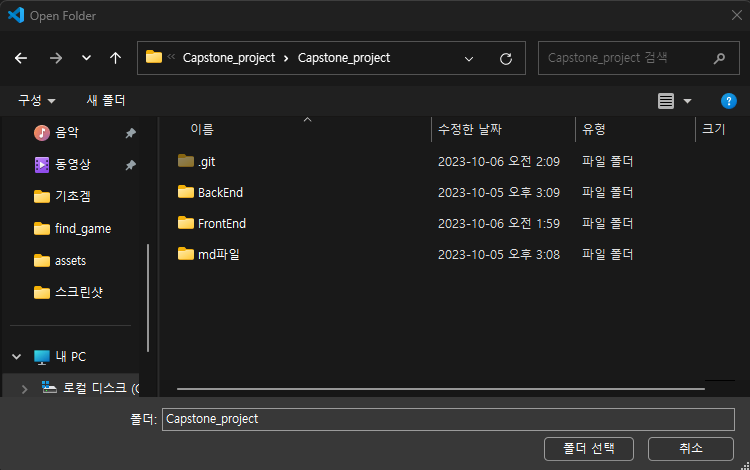 Open Folder
Capstone_project › Capstone_project
Capstone_project 검색
구성
새 폴더
음악
동영상
기초겜
find_game
assets
스크린샷
내 PC
로컬 디스크 (C
이름 수정한 날짜 유형 크기
.git 2023-10-06 오전 2:09 파일 폴더
BackEnd 2023-10-05 오후 3:09 파일 폴더
FrontEnd 2023-10-06 오전 1:59 파일 폴더
md파일 2023-10-05 오후 3:08 파일 폴더
폴더: Capstone_project
폴더 선택 취소